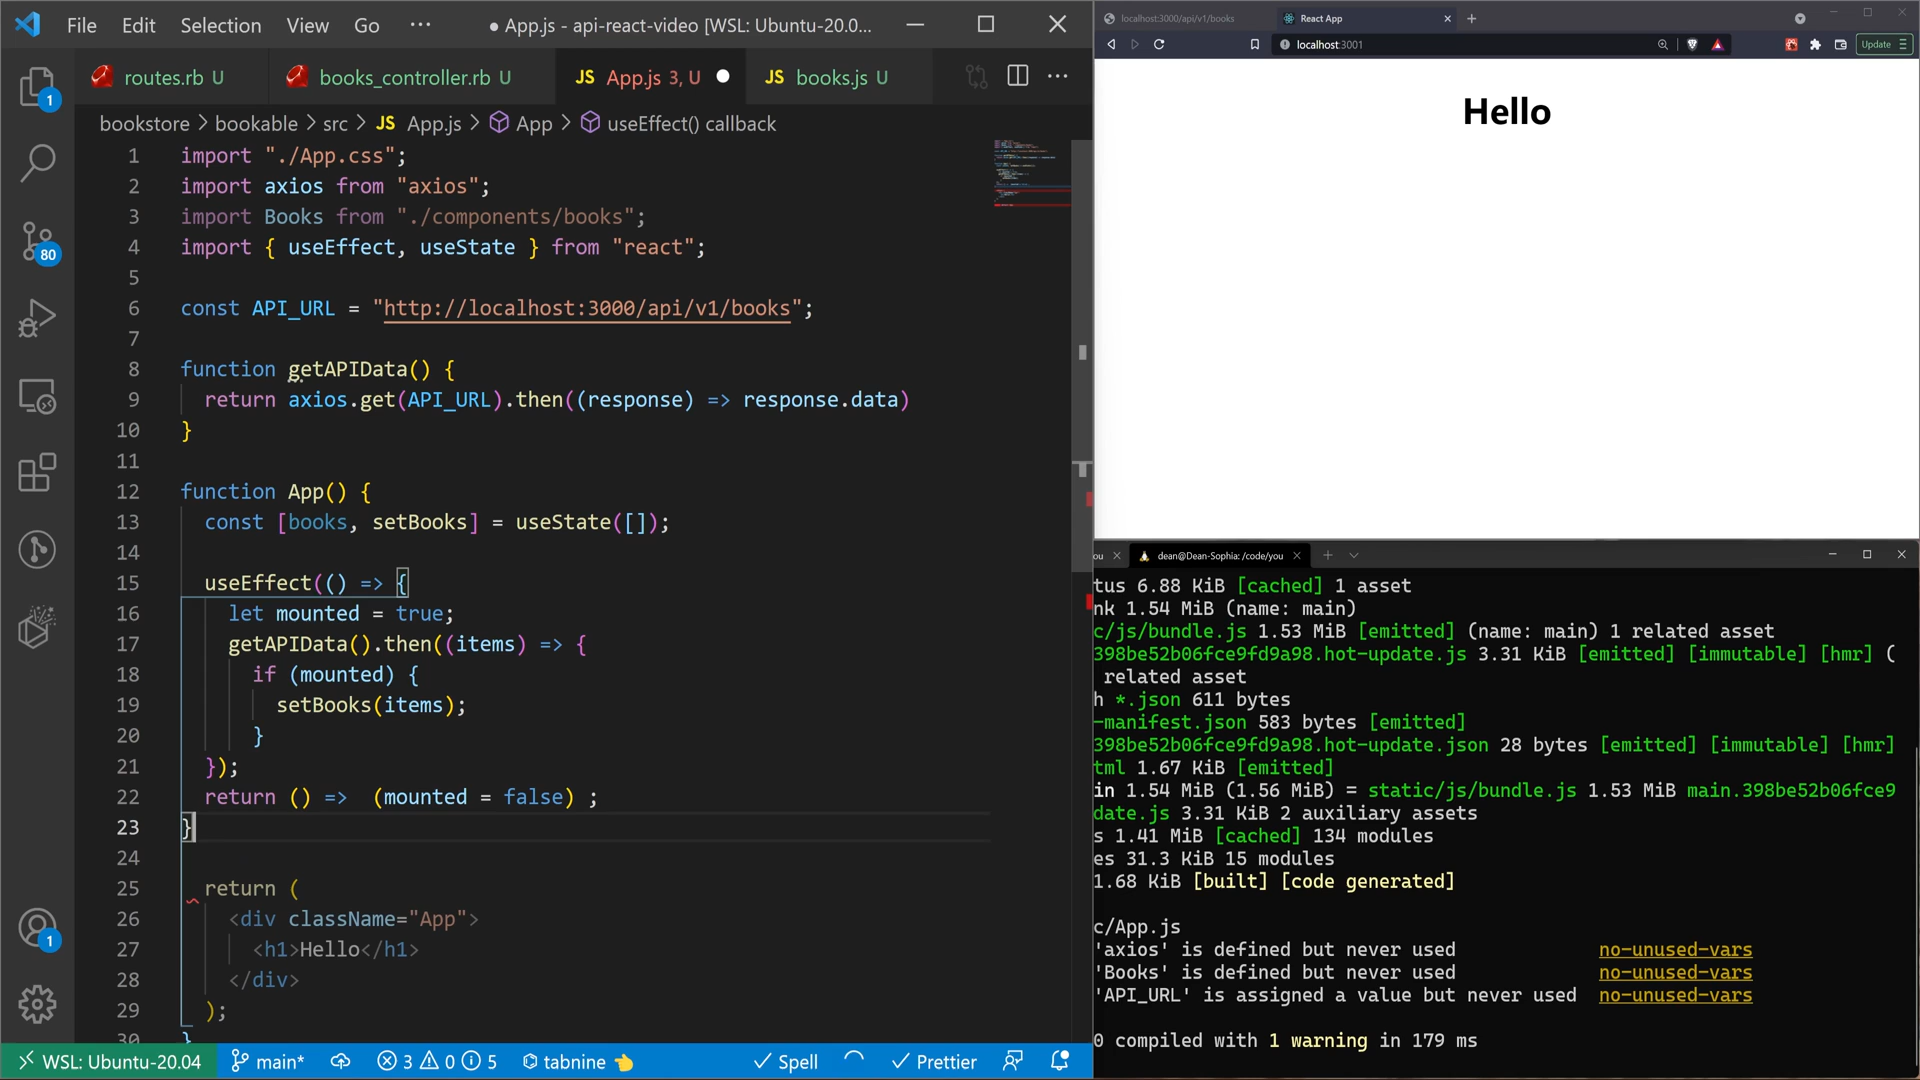 File Edit Selection View Go ··· ● App.js - api-react-video [WSL: Ubuntu-20.0...
routes.rb U books_controller.rb U JS App.js 3, U JS books.js U ···
bookstore > bookable > src > JS App.js > App > useEffect() callback
1 import "./App.css";
2 import axios from "axios";
3 import Books from "./components/books";
4 import { useEffect, useState } from "react";
5
6 const API_URL = "http://localhost:3000/api/v1/books";
7
8 function getAPIData() {
9 return axios.get(API_URL).then((response) => response.data)
10 }
11
12 function App() {
13 const [books, setBooks] = useState([]);
14
15 useEffect(() => {
16 let mounted = true;
17 getAPIData().then((items) => {
18 if (mounted) {
19 setBooks(items);
20 }
21 });
22 return () => (mounted = false) ;
23 }
24
25 return (
26 <div className="App">
27 <h1>Hello</h1>
28 </div>
29 );
30 }
1
80
1
WSL: Ubuntu-20.04 main* 3 0 5 tabnine Spell Prettier
localhost:3000/api/v1/books React App
localhost:3001 Update
Hello
ou dean@Dean-Sophia: /code/you
tus 6.88 KiB [cached] 1 asset
nk 1.54 MiB (name: main)
c/js/bundle.js 1.53 MiB [emitted] (name: main) 1 related asset
398be52b06fce9fd9a98.hot-update.js 3.31 KiB [emitted] [immutable] [hmr] (
related asset
h *.json 611 bytes
-manifest.json 583 bytes [emitted]
398be52b06fce9fd9a98.hot-update.json 28 bytes [emitted] [immutable] [hmr]
tml 1.67 KiB [emitted]
in 1.54 MiB (1.56 MiB) = static/js/bundle.js 1.53 MiB main.398be52b06fce9
date.js 3.31 KiB 2 auxiliary assets
s 1.41 MiB [cached] 134 modules
es 31.3 KiB 15 modules
1.68 KiB [built] [code generated]
c/App.js
'axios' is defined but never used no-unused-vars
'Books' is defined but never used no-unused-vars
'API_URL' is assigned a value but never used no-unused-vars
0 compiled with 1 warning in 179 ms